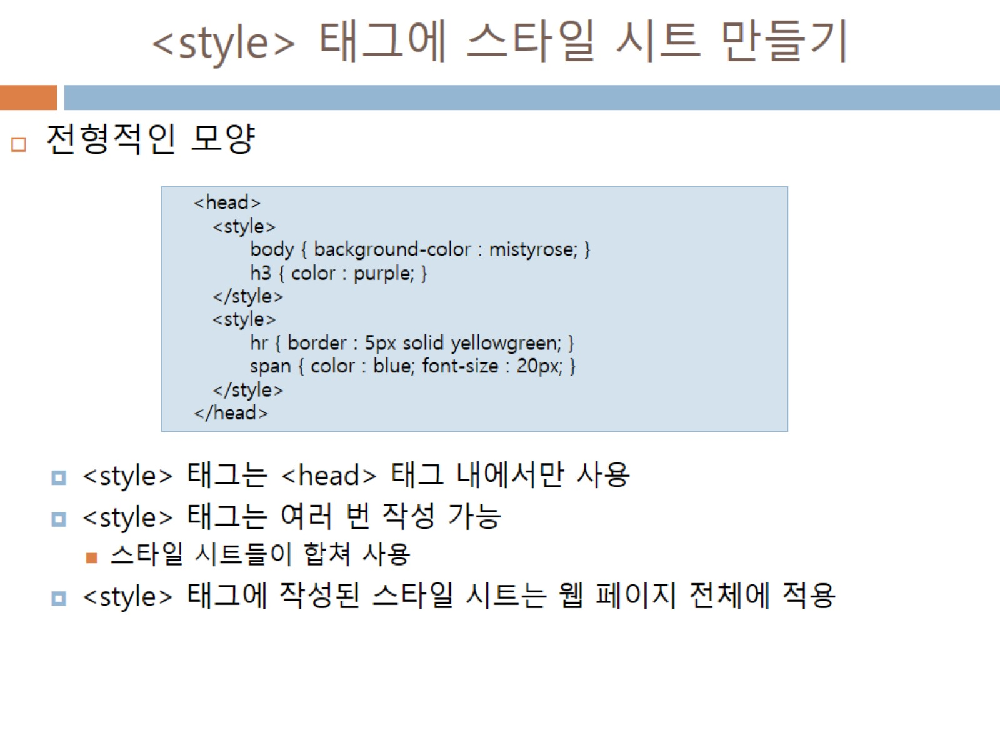 <style> 태그에 스타일 시트 만들기
전형적인 모양
<head>
<style>
body { background-color : mistyrose; }
h3 { color : purple; }
</style>
<style>
hr { border : 5px solid yellowgreen; }
span { color : blue; font-size : 20px; }
</style>
</head>
<style> 태그는 <head> 태그 내에서만 사용
<style> 태그는 여러 번 작성 가능
스타일 시트들이 합쳐 사용
<style> 태그에 작성된 스타일 시트는 웹 페이지 전체에 적용